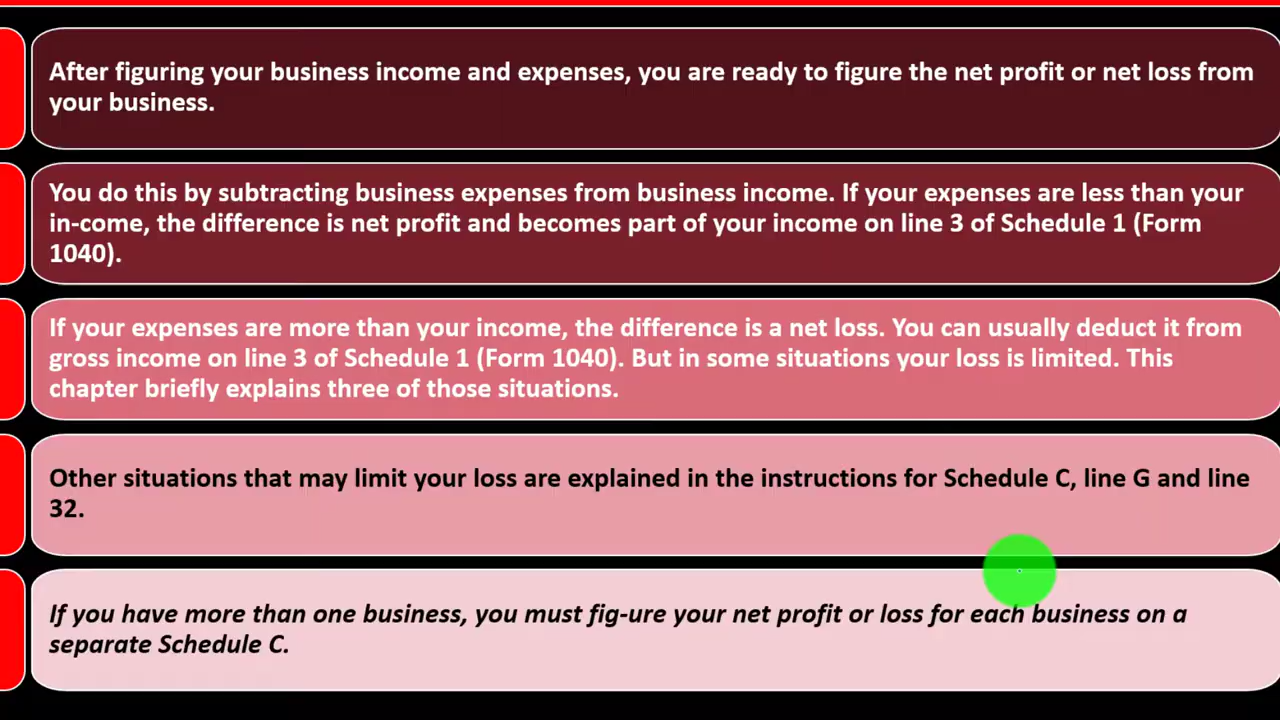 After figuring your business income and expenses, you are ready to figure the net profit or net loss from
your business.
You do this by subtracting business expenses from business income. If your expenses are less than your
in-come, the difference is net profit and becomes part of your income on line 3 of Schedule 1 (Form
1040).
If your expenses are more than your income, the difference is a net loss. You can usually deduct it from
gross income on line 3 of Schedule 1 (Form 1040). But in some situations your loss is limited. This
chapter briefly explains three of those situations.
Other situations that may limit your loss are explained in the instructions for Schedule C, line G and line
32.
If you have more than one business, you must fig-ure your net profit or loss for each business on a
separate Schedule C.